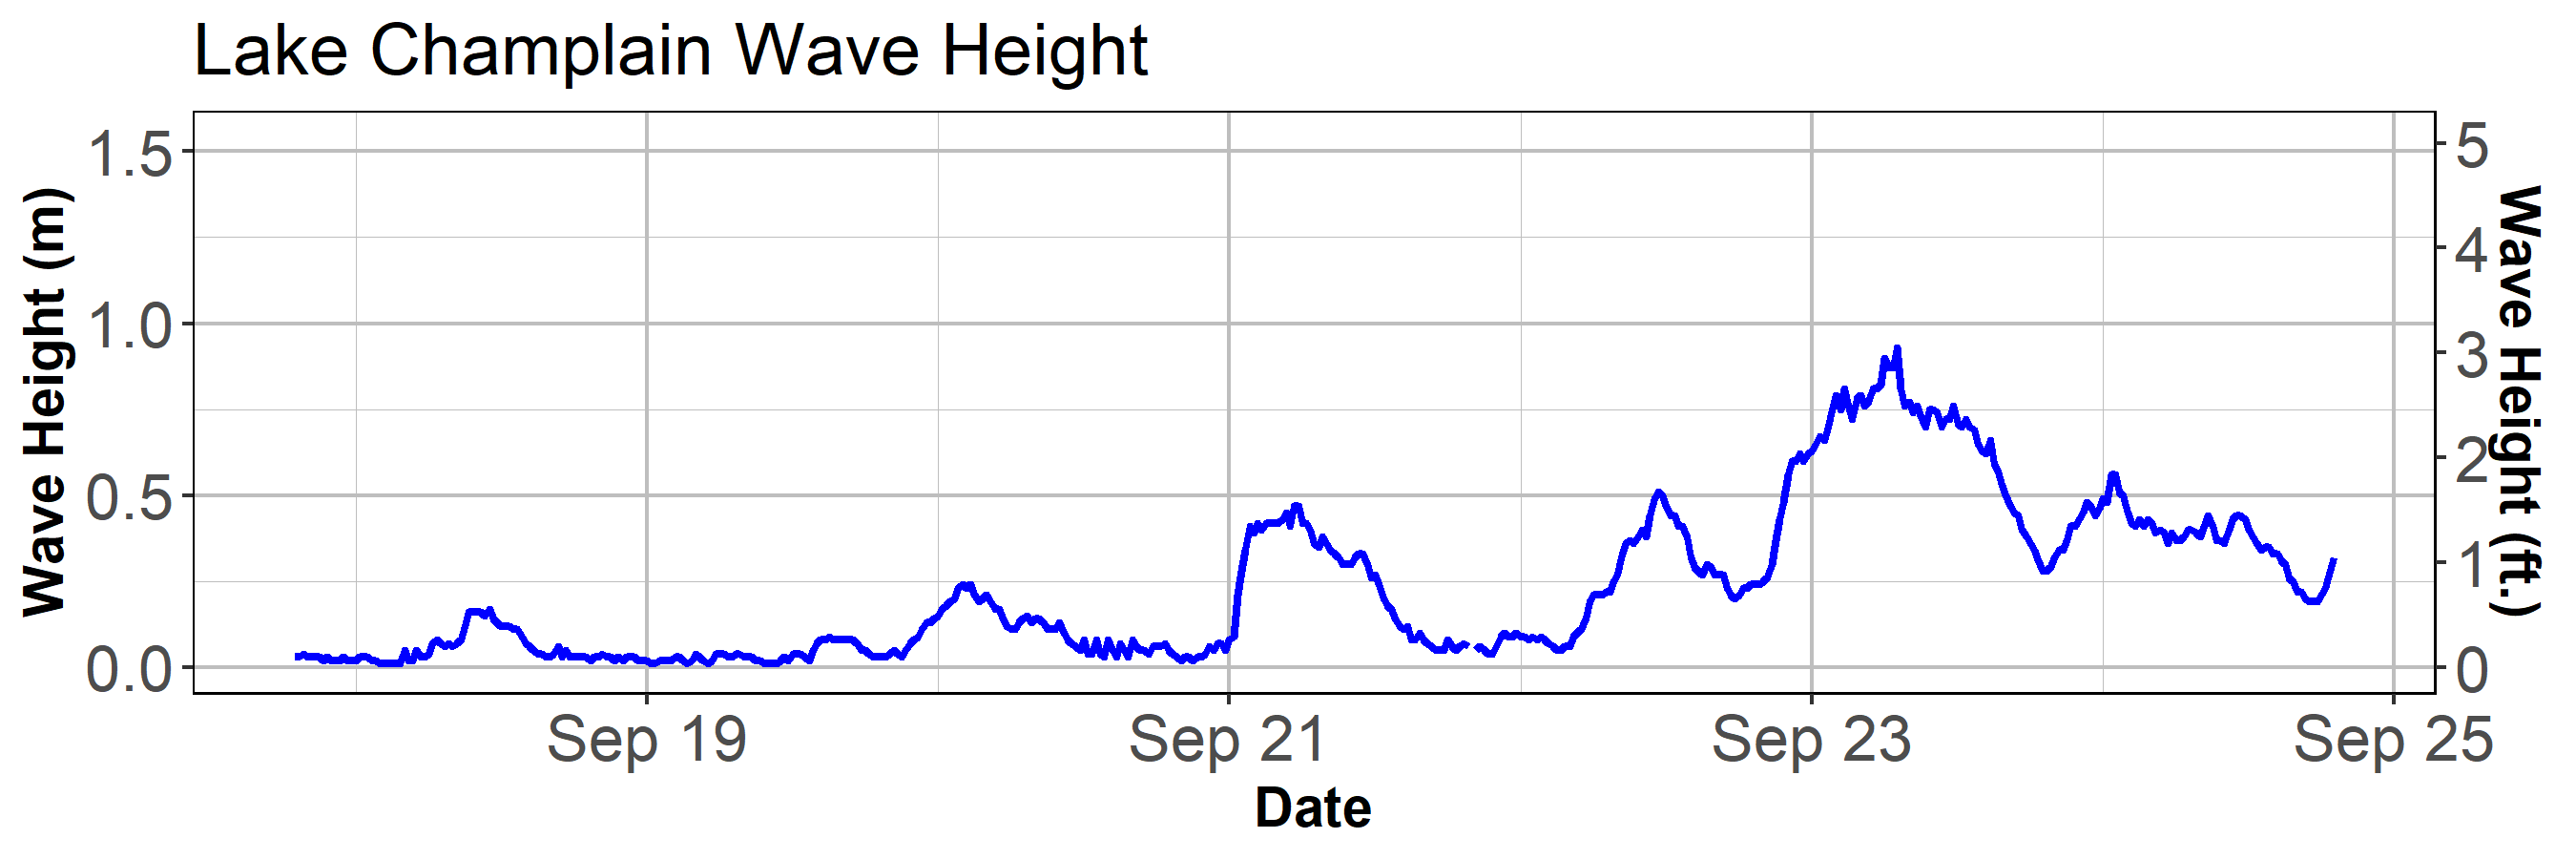 Lake Champlain Wave Height
Wave Height (m)
1.5
1.0
0.5
0.0
5
4
3
2
1
0
Wave Height (ft.)
Sep 19
Sep 21
Sep 23
Sep 25
Date